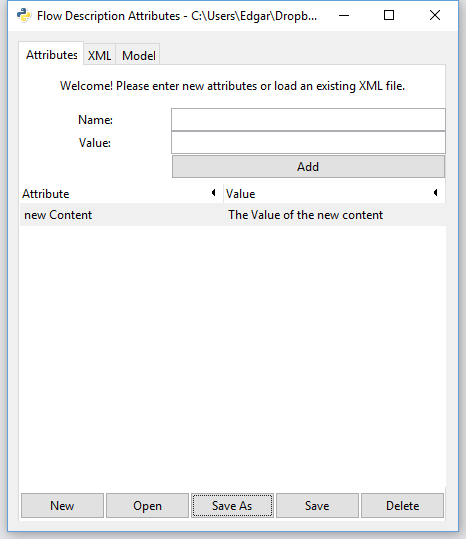 Flow Description Attributes - C:\Users\Edgar\Dropb...
Attributes XML Model
Welcome! Please enter new attributes or load an existing XML file.
Name:
Value:
Add
Attribute Value
new Content The Value of the new content
New Open Save As Save Delete